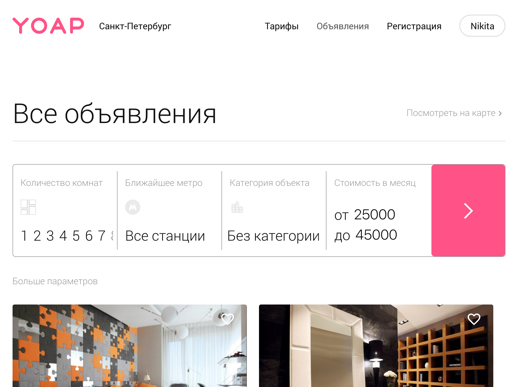 YOAP
Санкт-Петербург
Тарифы
Объявления
Регистрация
Nikita
Все объявления
Посмотреть на карте
Количество комнат
1 2 3 4 5 6 7
Ближайшее метро
Все станции
Категория объекта
Без категории
Стоимость в месяц
от 25000
до 45000
Больше параметров